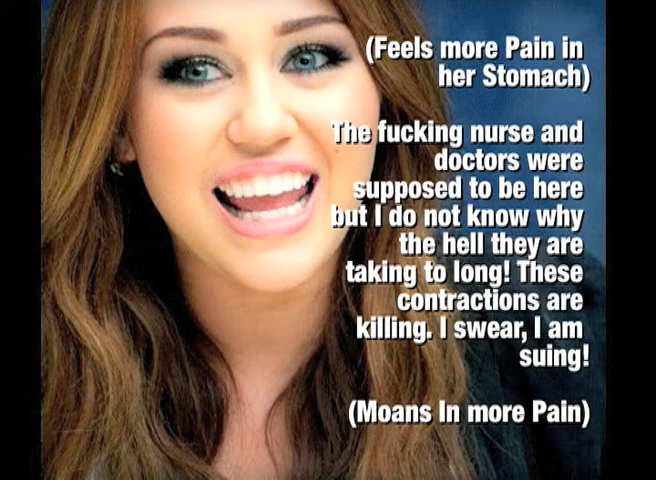 (Feels more Pain in
her Stomach)
The fucking nurse and
doctors were
supposed to be here
but I do not know why
the hell they are
taking to long! These
contractions are
killing. I swear, I am
suing!
(Moans In more Pain)